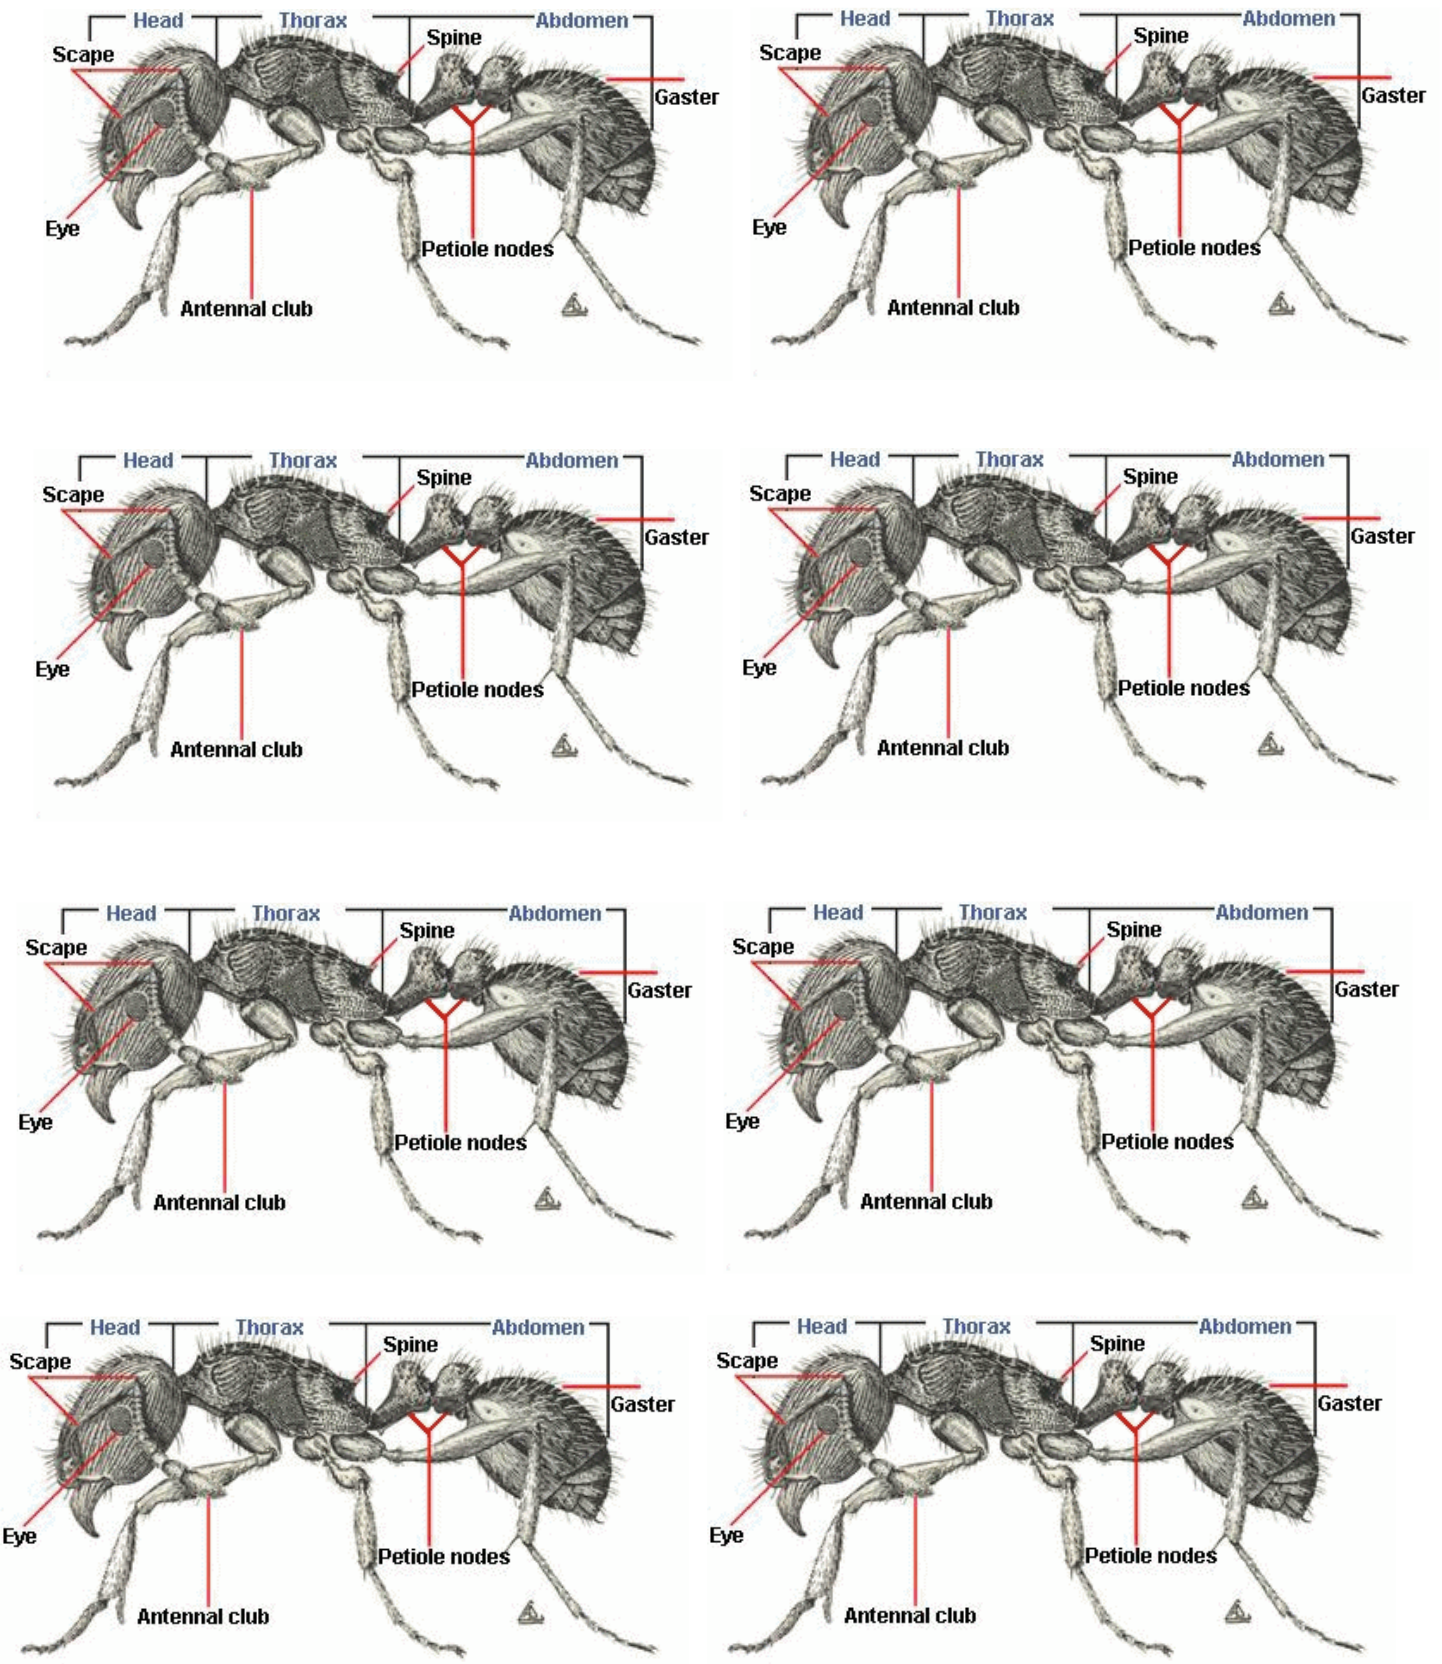 Head Thorax Abdomen
Scape Spine
Gaster
Eye
Petiole nodes
Antennal club
Head Thorax Abdomen
Scape Spine
Gaster
Eye
Petiole nodes
Antennal club
Head Thorax Abdomen
Scape Spine
Gaster
Eye
Petiole nodes
Antennal club
Head Thorax Abdomen
Scape Spine
Gaster
Eye
Petiole nodes
Antennal club
Head Thorax Abdomen
Scape Spine
Gaster
Eye
Petiole nodes
Antennal club
Head Thorax Abdomen
Scape Spine
Gaster
Eye
Petiole nodes
Antennal club
Head Thorax Abdomen
Scape Spine
Gaster
Eye
Petiole nodes
Antennal club
Head Thorax Abdomen
Scape Spine
Gaster
Eye
Petiole nodes
Antennal club